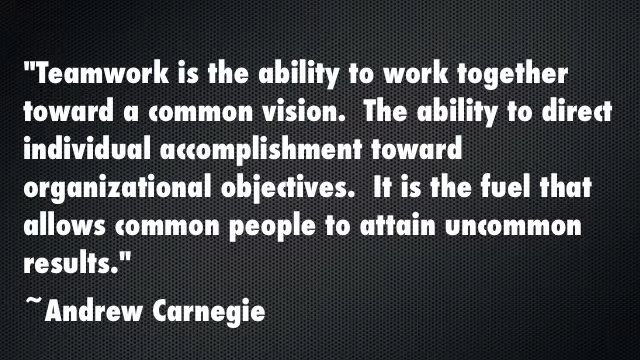 "Teamwork is the ability to work together
toward a common vision.  The ability to direct
individual accomplishment toward
organizational objectives.  It is the fuel that
allows common people to attain uncommon
results."
~Andrew Carnegie